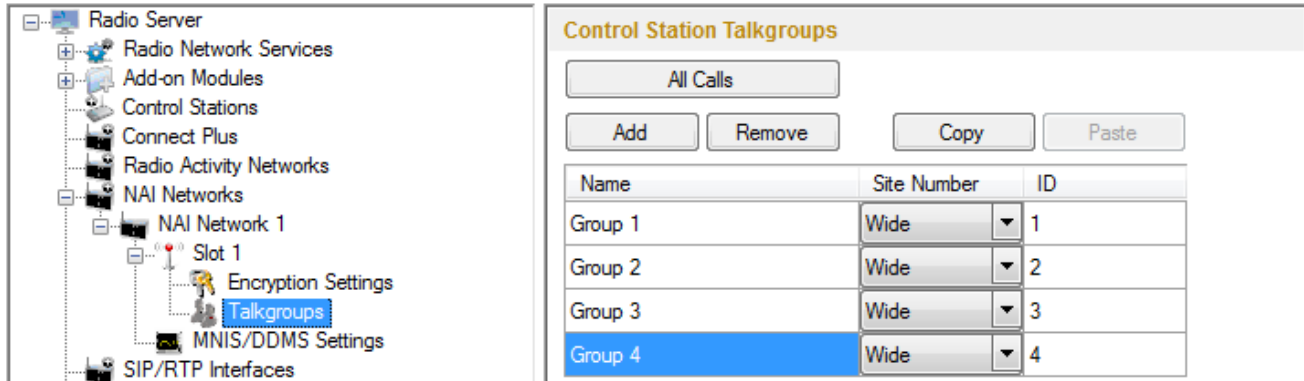 Radio Server
Radio Network Services
Add-on Modules
Control Stations
Connect Plus
Radio Activity Networks
NAI Networks
NAI Network 1
Slot 1
Encryption Settings
Talkgroups
MNIS/DDMS Settings
SIP/RTP Interfaces
Control Station Talkgroups
All Calls
Add Remove Copy Paste
Name Site Number ID
Group 1 Wide 1
Group 2 Wide 2
Group 3 Wide 3
Group 4 Wide 4